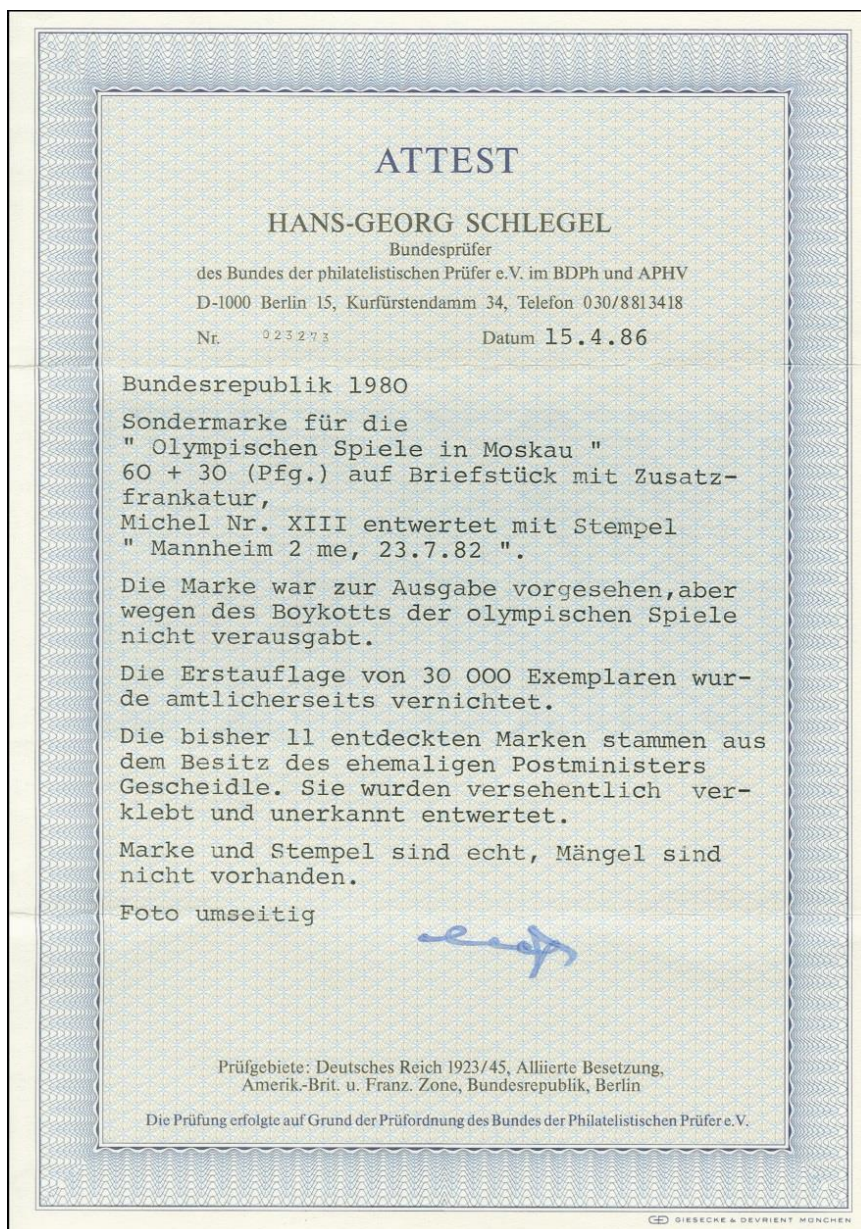 ATTEST
HANS-GEORG SCHLEGEL
Bundesprüfer
des Bundes der philatelistischen Prüfer e.V. im BDPh und APHV
D-1000 Berlin 15, Kurfürstendamm 34, Telefon 030/8813418
Nr. 023273 Datum 15.4.86
Bundesrepublik 1980
Sondermarke für die
" Olympischen Spiele in Moskau "
60 + 30 (Pfg.) auf Briefstück mit Zusatz-
frankatur,
Michel Nr. XIII entwertet mit Stempel
" Mannheim 2 me, 23.7.82 ".
Die Marke war zur Ausgabe vorgesehen,aber
wegen des Boykotts der olympischen Spiele
nicht verausgabt.
Die Erstauflage von 30 000 Exemplaren wur-
de amtlicherseits vernichtet.
Die bisher 11 entdeckten Marken stammen aus
dem Besitz des ehemaligen Postministers
Gescheidle. Sie wurden versehentlich ver-
klebt und unerkannt entwertet.
Marke und Stempel sind echt, Mängel sind
nicht vorhanden.
Foto umseitig
Prüfgebiete: Deutsches Reich 1923/45, Alliierte Besetzung,
Amerik.-Brit. u. Franz. Zone, Bundesrepublik, Berlin
Die Prüfung erfolgte auf Grund der Prüfordnung des Bundes der Philatelistischen Prüfer e.V.
GIESECKE & DEVRIENT MÜNCHEN